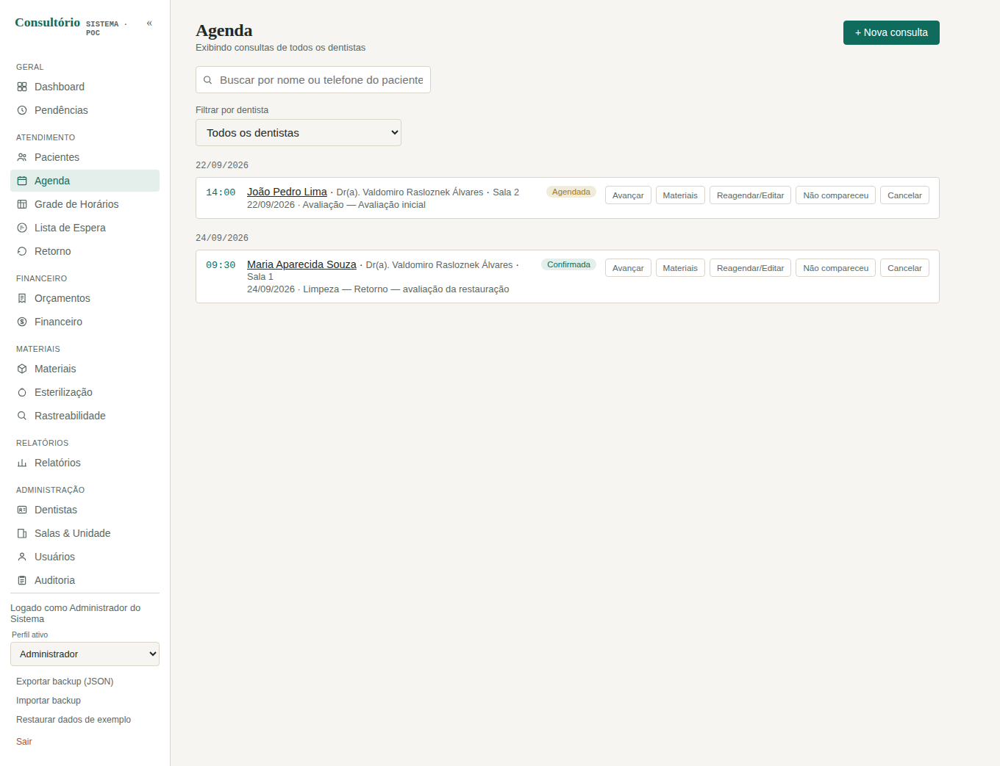 Consultório SISTEMA · POC «
GERAL
Dashboard
Pendências
ATENDIMENTO
Pacientes
Agenda
Grade de Horários
Lista de Espera
Retorno
FINANCEIRO
Orçamentos
Financeiro
MATERIAIS
Materiais
Esterilização
Rastreabilidade
RELATÓRIOS
Relatórios
ADMINISTRAÇÃO
Dentistas
Salas & Unidade
Usuários
Auditoria
Logado como Administrador do
Sistema
Perfil ativo
Administrador
Exportar backup (JSON)
Importar backup
Restaurar dados de exemplo
Sair
Agenda
Exibindo consultas de todos os dentistas
+ Nova consulta
Buscar por nome ou telefone do paciente
Filtrar por dentista
Todos os dentistas
22/09/2026
14:00 João Pedro Lima · Dr(a). Valdomiro Rasloznek Álvares · Sala 2 Agendada Avançar Materiais Reagendar/Editar Não compareceu Cancelar
22/09/2026 · Avaliação — Avaliação inicial
24/09/2026
09:30 Maria Aparecida Souza · Dr(a). Valdomiro Rasloznek Álvares · Confirmada Avançar Materiais Reagendar/Editar Não compareceu Cancelar
Sala 1
24/09/2026 · Limpeza — Retorno — avaliação da restauração